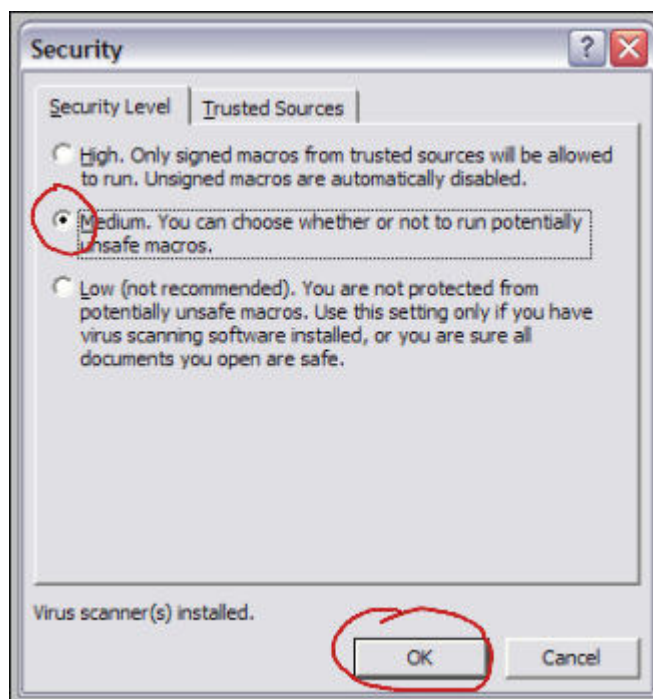 Security
Security Level
Trusted Sources
High. Only signed macros from trusted sources will be allowed
to run. Unsigned macros are automatically disabled.
Medium. You can choose whether or not to run potentially
unsafe macros.
Low (not recommended). You are not protected from
potentially unsafe macros. Use this setting only if you have
virus scanning software installed, or you are sure all
documents you open are safe.
Virus scanner(s) installed.
OK
Cancel